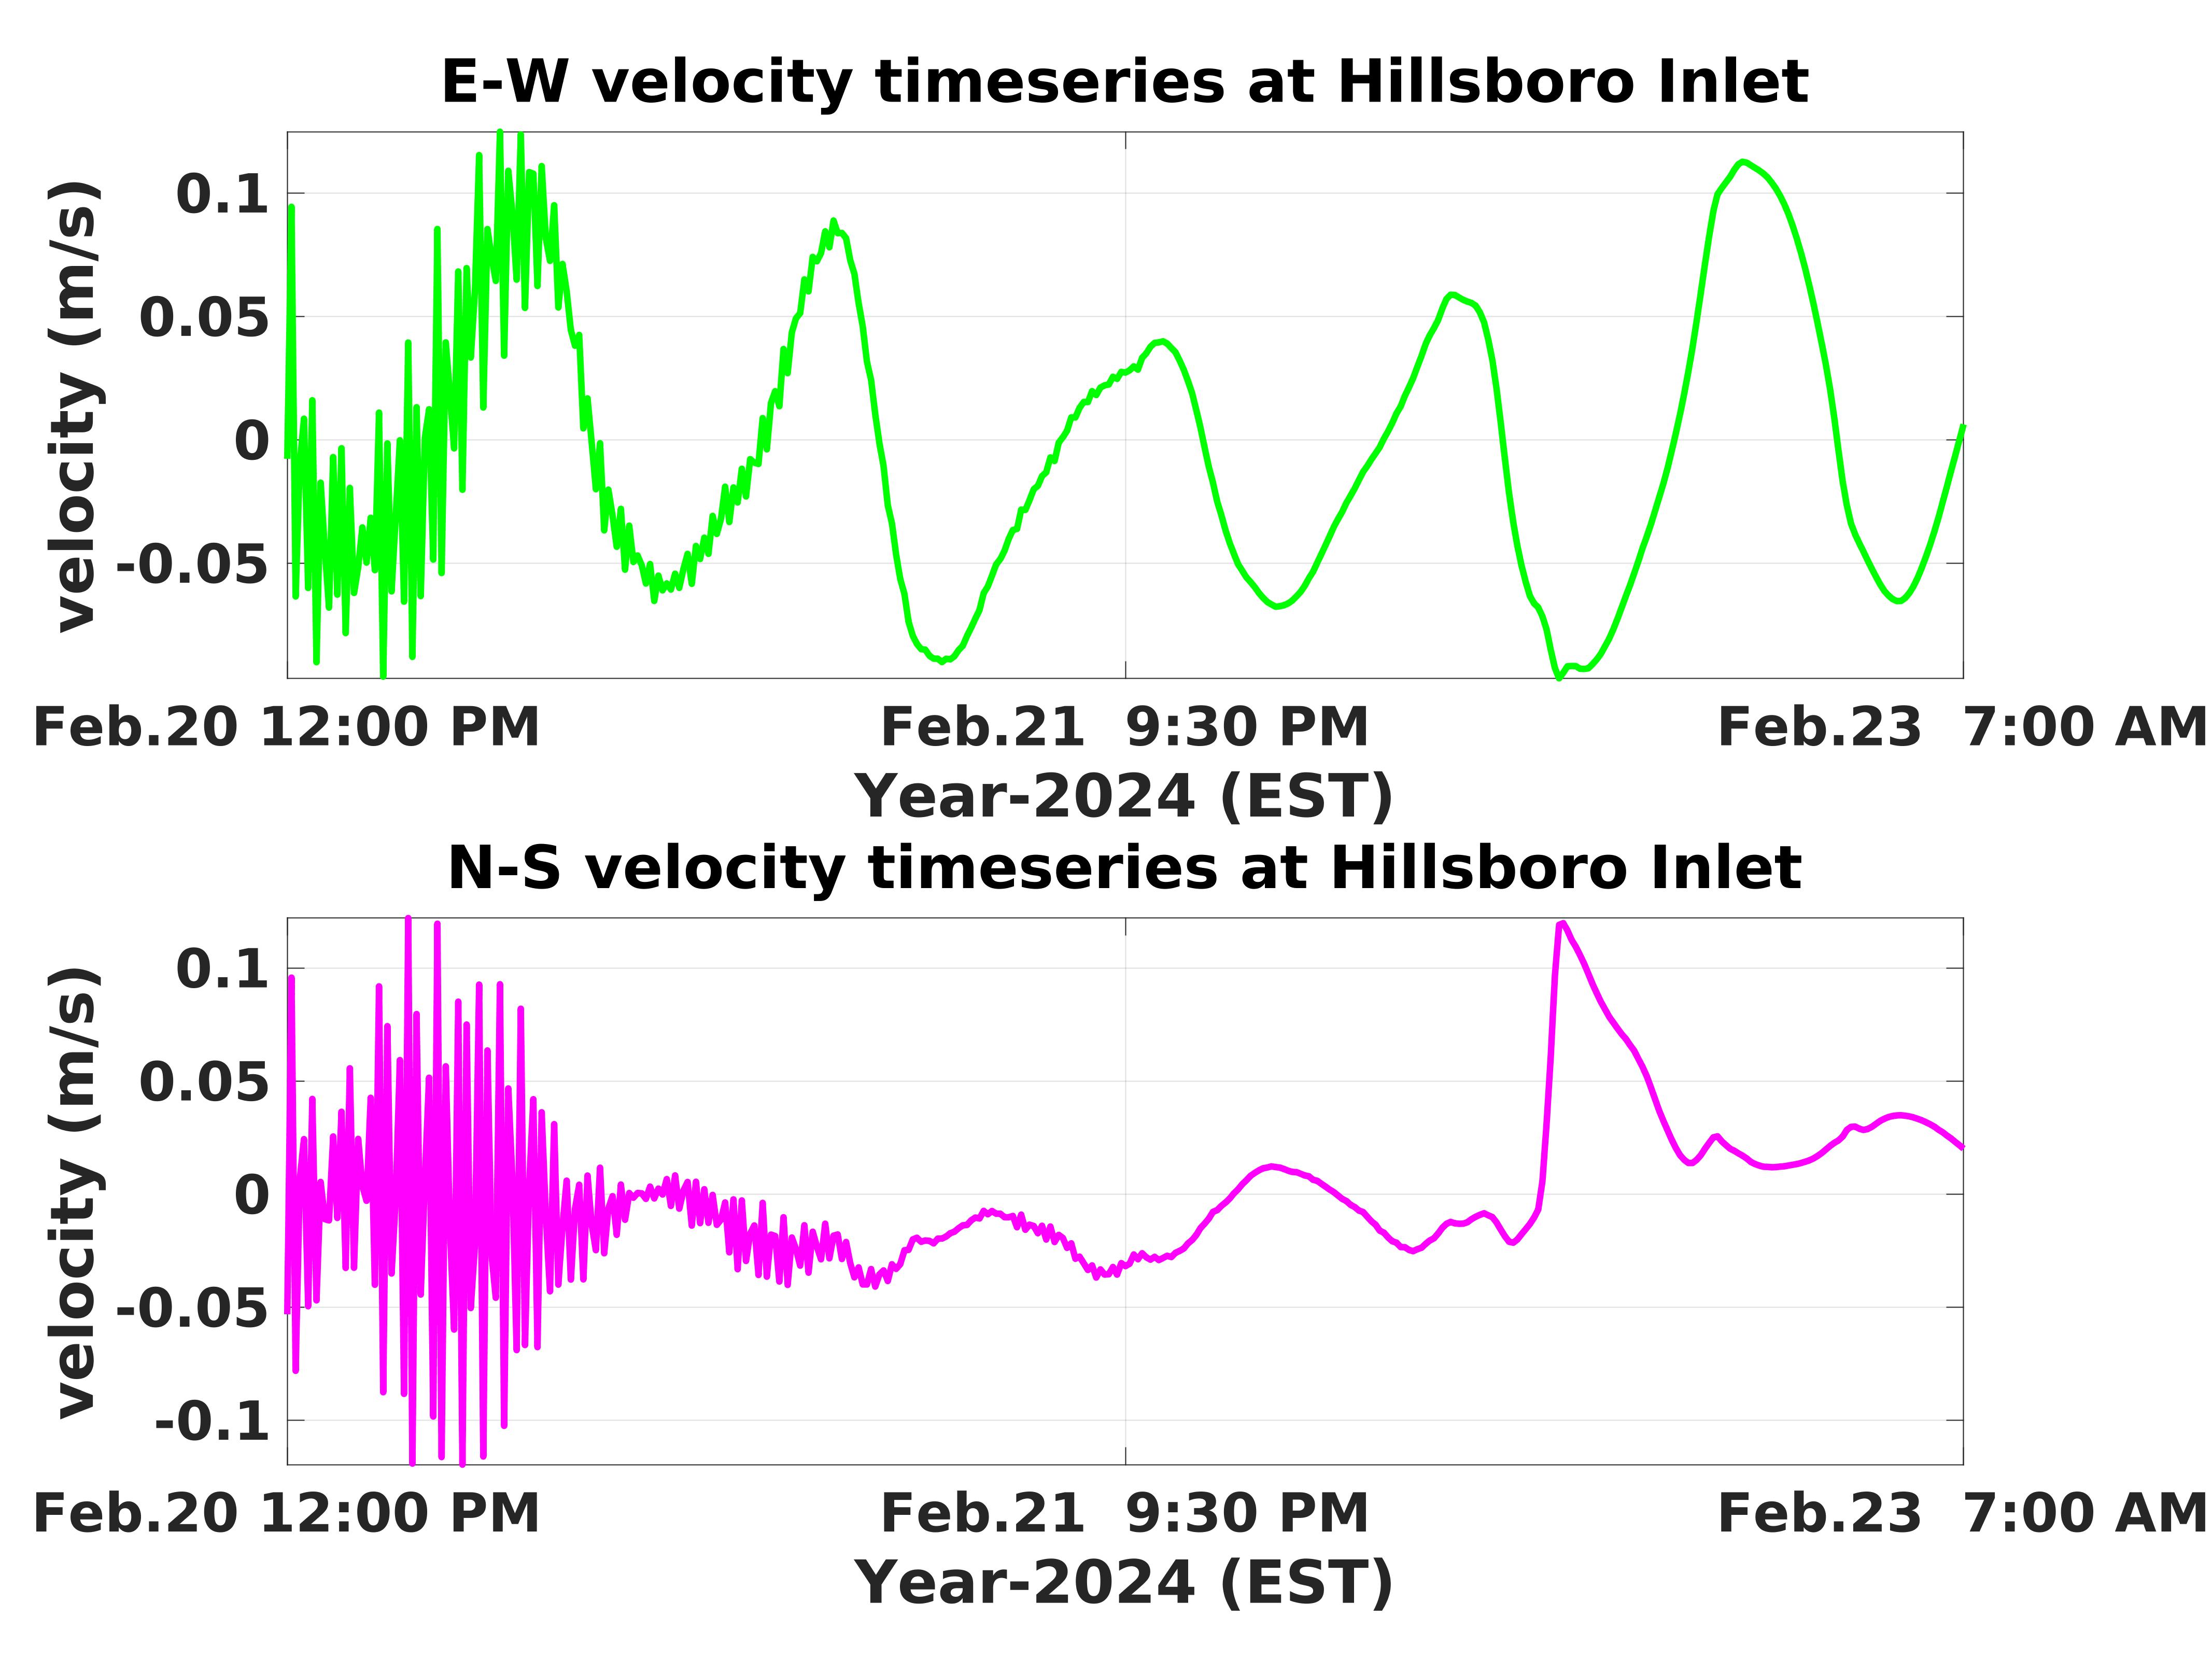 E-W velocity timeseries at Hillsboro Inlet
velocity (m/s)
0.1
0.05
0
-0.05
Feb.20 12:00 PM Feb.21 9:30 PM Feb.23 7:00 AM
Year-2024 (EST)
N-S velocity timeseries at Hillsboro Inlet
velocity (m/s)
0.1
0.05
0
-0.05
-0.1
Feb.20 12:00 PM Feb.21 9:30 PM Feb.23 7:00 AM
Year-2024 (EST)